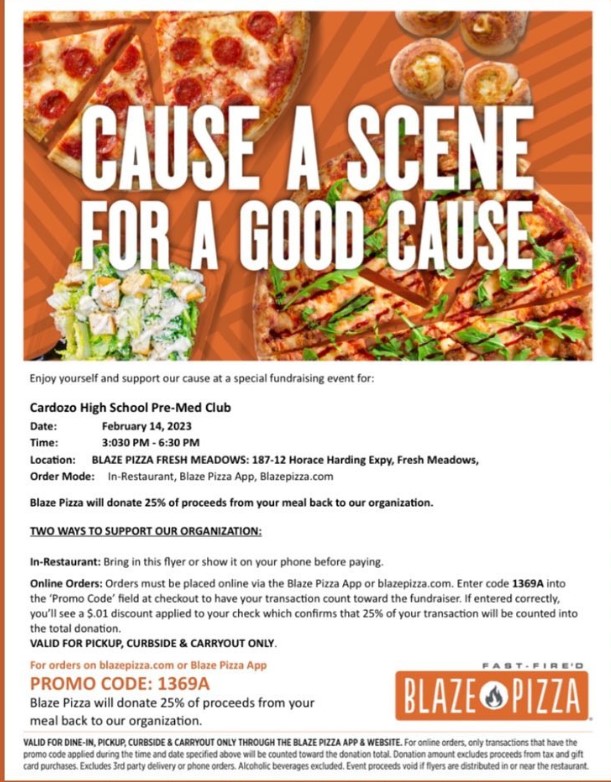 CAUSE A SCENE
FOR A GOOD CAUSE
Enjoy yourself and support our cause at a special fundraising event for:
Cardozo High School Pre-Med Club
Date: February 14, 2023
Time: 3:030 PM - 6:30 PM
Location: BLAZE PIZZA FRESH MEADOWS: 187-12 Horace Harding Expy, Fresh Meadows,
Order Mode: In-Restaurant, Blaze Pizza App, Blazepizza.com
Blaze Pizza will donate 25% of proceeds from your meal back to our organization.
TWO WAYS TO SUPPORT OUR ORGANIZATION:
In-Restaurant: Bring in this flyer or show it on your phone before paying.
Online Orders: Orders must be placed online via the Blaze Pizza App or blazepizza.com. Enter code 1369A into
the ‘Promo Code’ field at checkout to have your transaction count toward the fundraiser. If entered correctly,
you’ll see a $.01 discount applied to your check which confirms that 25% of your transaction will be counted into
the total donation.
VALID FOR PICKUP, CURBSIDE & CARRYOUT ONLY.
For orders on blazepizza.com or Blaze Pizza App
PROMO CODE: 1369A
Blaze Pizza will donate 25% of proceeds from your
meal back to our organization.
FAST-FIRE'D
BLAZE PIZZA
VALID FOR DINE-IN, PICKUP, CURBSIDE & CARRYOUT ONLY THROUGH THE BLAZE PIZZA APP & WEBSITE. For online orders, only transactions that have the
promo code applied during the time and date specified above will be counted toward the donation total. Donation amount excludes proceeds from tax and gift
card purchases. Excludes 3rd party delivery or phone orders. Alcoholic beverages excluded. Event proceeds void if flyers are distributed in or near the restaurant.